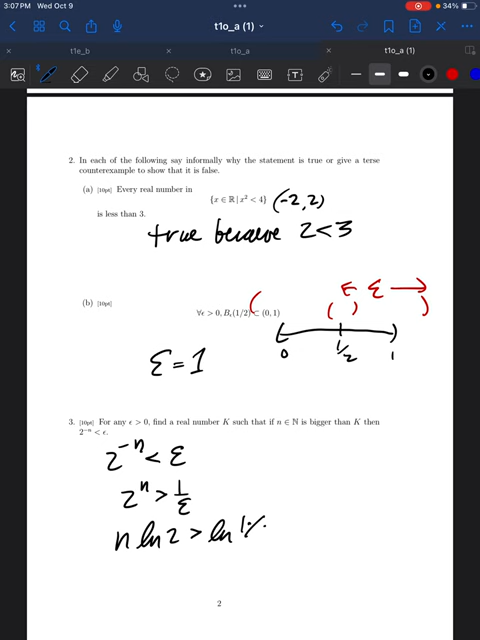 3:07 PM Wed Oct 9
34%
t1o_a (1)
t1e_b
t1o_a
t1o_a (1)
2. In each of the following say informally why the statement is true or give a terse
counterexample to show that it is false.
(a) [10pt] Every real number in
{x ∈ ℝ | x² < 4} (-2, 2)
is less than 3.
true because 2 < 3
(b) [10pt]
∀ϵ > 0, Bϵ(1/2) ⊂ (0, 1)
ε
0 1/2 1
ε = 1
3. [10pt] For any ϵ > 0, find a real number K such that if n ∈ ℕ is bigger than K then
2⁻ⁿ < ϵ.
2⁻ⁿ < ε
2ⁿ > 1/ε
n ln 2 > ln
2